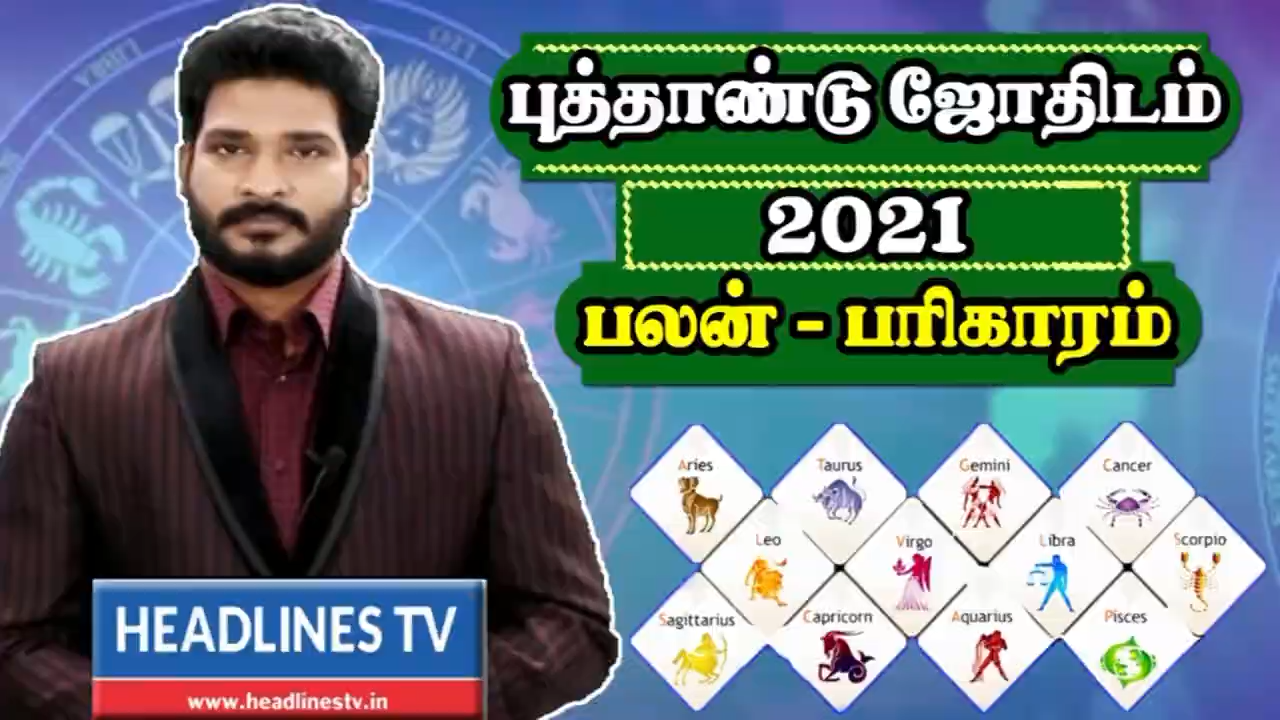 புத்தாண்டு ஜோதிடம்
2021
பலன் - பரிகாரம்
Aries
Taurus
Gemini
Cancer
Leo
Virgo
Libra
Scorpio
Sagittarius
Capricorn
Aquarius
Pisces
HEADLINES TV
www.headlinestv.in